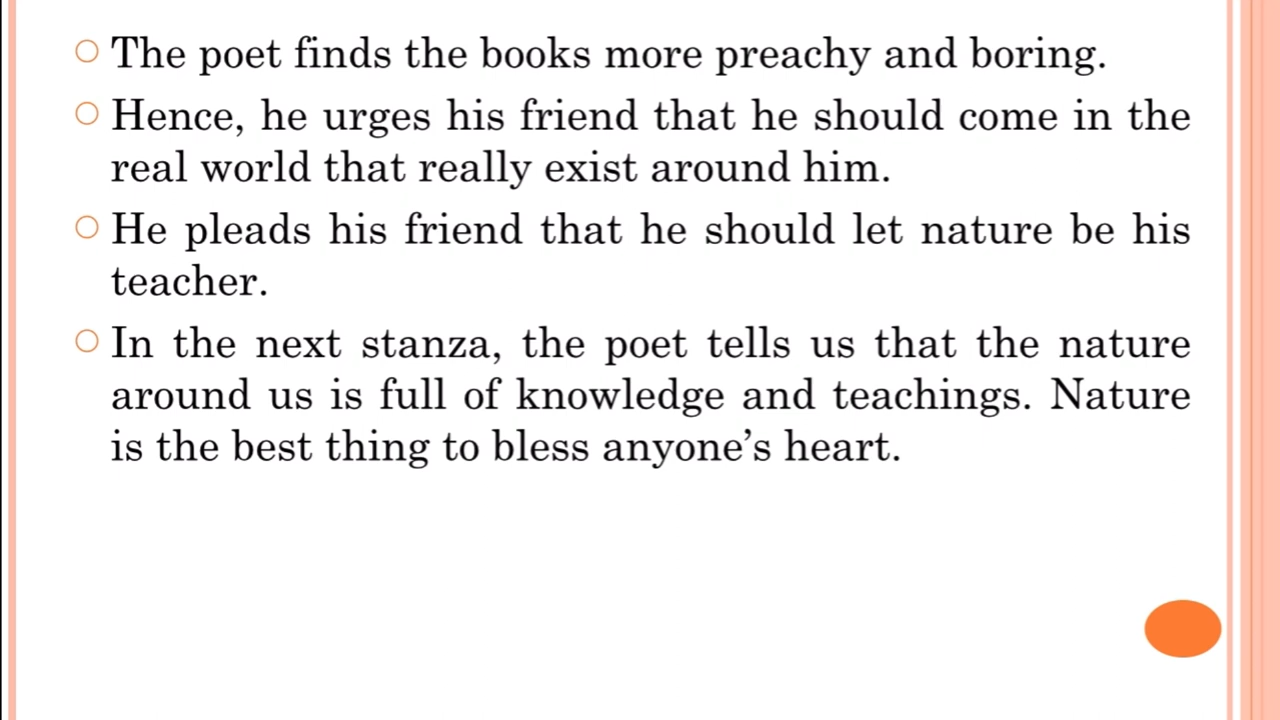 The poet finds the books more preachy and boring.
Hence, he urges his friend that he should come in the
real world that really exist around him.
He pleads his friend that he should let nature be his
teacher.
In the next stanza, the poet tells us that the nature
around us is full of knowledge and teachings. Nature
is the best thing to bless anyone’s heart.